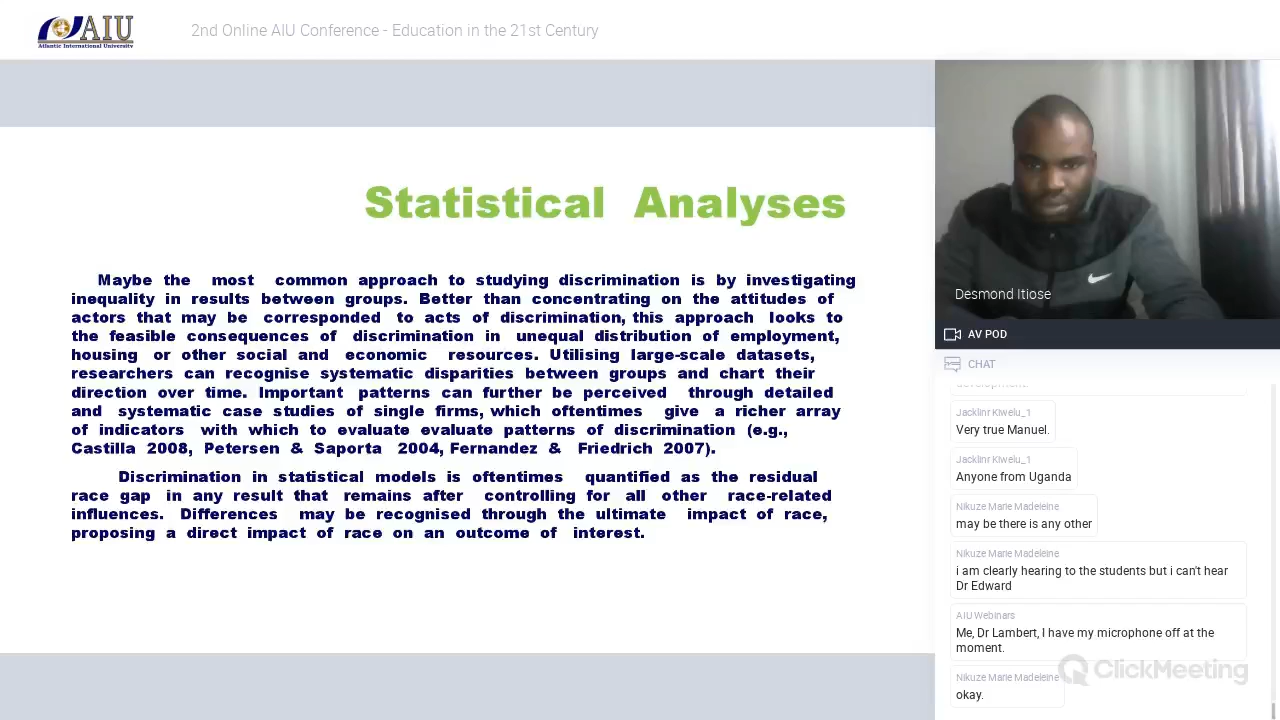 AIU
Atlantic International University
2nd Online AIU Conference - Education in the 21st Century
Statistical Analyses
Maybe the most common approach to studying discrimination is by investigating
inequality in results between groups. Better than concentrating on the attitudes of
actors that may be corresponded to acts of discrimination, this approach looks to
the feasible consequences of discrimination in unequal distribution of employment,
housing or other social and economic resources. Utilising large-scale datasets,
researchers can recognise systematic disparities between groups and chart their
direction over time. Important patterns can further be perceived through detailed
and systematic case studies of single firms, which oftentimes give a richer array
of indicators with which to evaluate evaluate patterns of discrimination (e.g.,
Castilla 2008, Petersen & Saporta 2004, Fernandez & Friedrich 2007).
Discrimination in statistical models is oftentimes quantified as the residual
race gap in any result that remains after controlling for all other race-related
influences. Differences may be recognised through the ultimate impact of race,
proposing a direct impact of race on an outcome of interest.
Desmond Itiose
AV POD
CHAT
development.
Jacklinr Kiwelu_1
Very true Manuel.
Jacklinr Kiwelu_1
Anyone from Uganda
Nikuze Marie Madeleine
may be there is any other
Nikuze Marie Madeleine
i am clearly hearing to the students but i can't hear
Dr Edward
AIU Webinars
Me, Dr Lambert, I have my microphone off at the
moment.
Nikuze Marie Madeleine
okay.
ClickMeeting